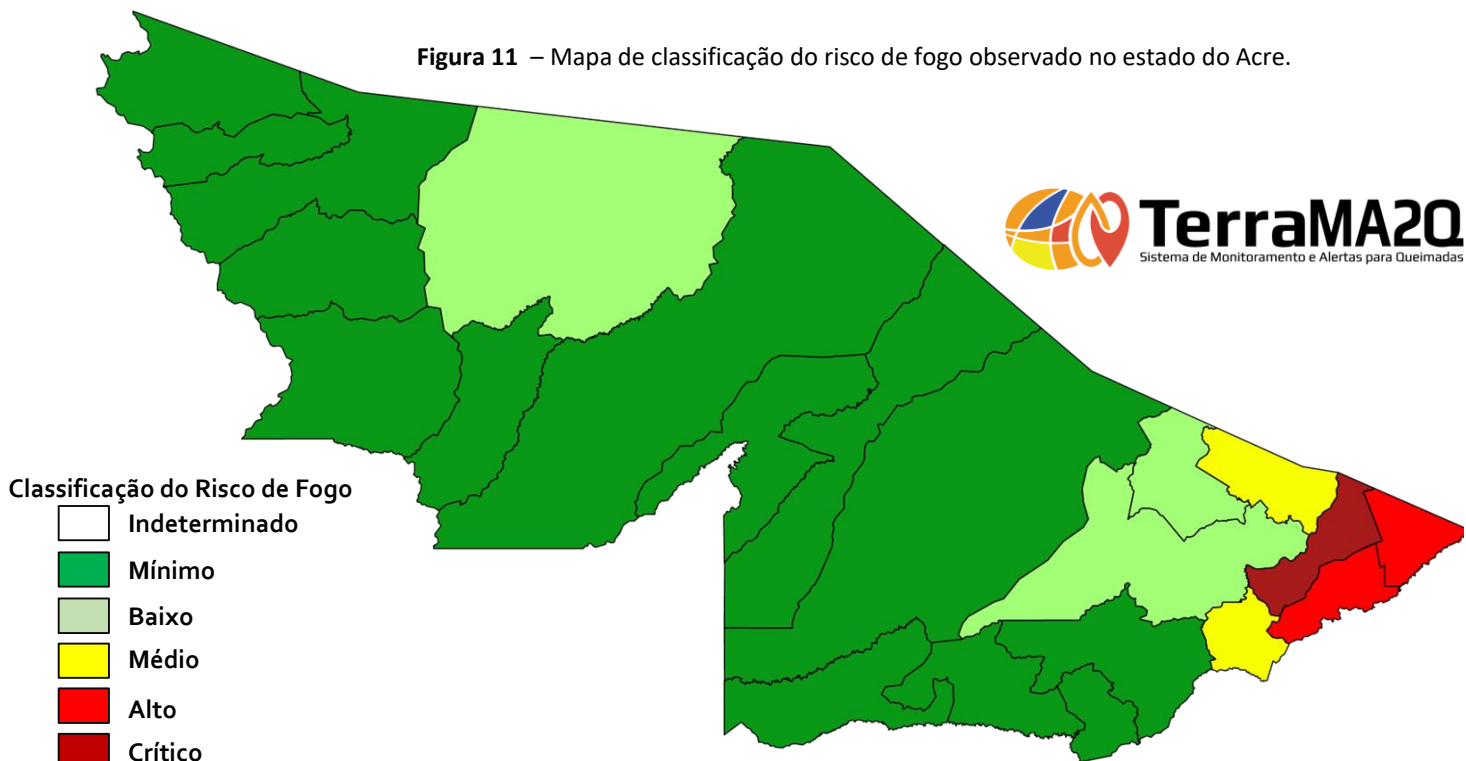 Figura 11 – Mapa de classificação do risco de fogo observado no estado do Acre.
TerraMA2Q
Sistema de Monitoramento e Alertas para Queimadas
Classificação do Risco de Fogo
Indeterminado
Mínimo
Baixo
Médio
Alto
Crítico